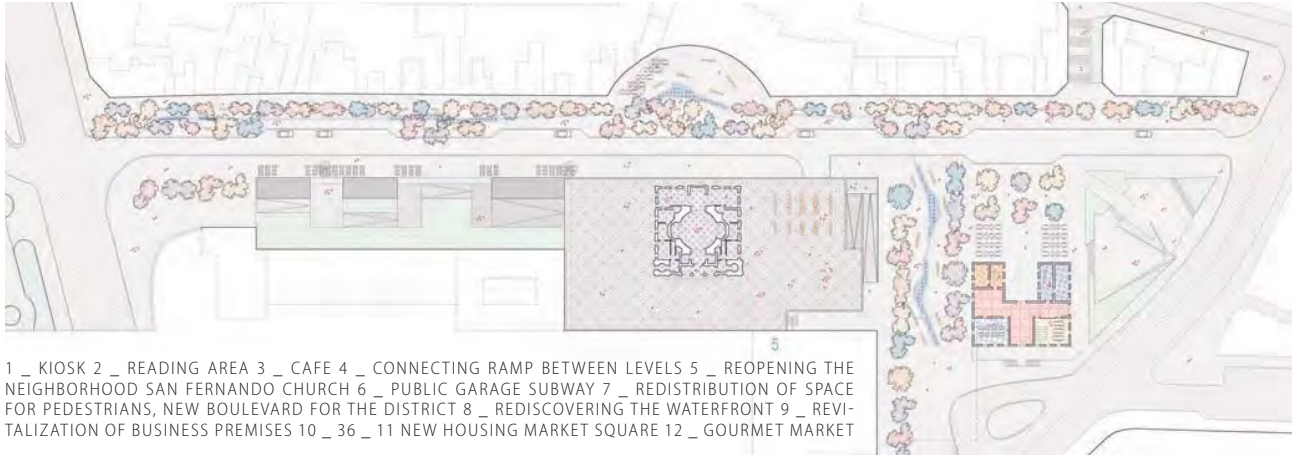 5
1 _ KIOSK 2 _ READING AREA 3 _ CAFE 4 _ CONNECTING RAMP BETWEEN LEVELS 5 _ REOPENING THE
NEIGHBORHOOD SAN FERNANDO CHURCH 6 _ PUBLIC GARAGE SUBWAY 7 _ REDISTRIBUTION OF SPACE
FOR PEDESTRIANS, NEW BOULEVARD FOR THE DISTRICT 8 _ REDISCOVERING THE WATERFRONT 9 _ REVI-
TALIZATION OF BUSINESS PREMISES 10 _ 36 _ 11 NEW HOUSING MARKET SQUARE 12 _ GOURMET MARKET